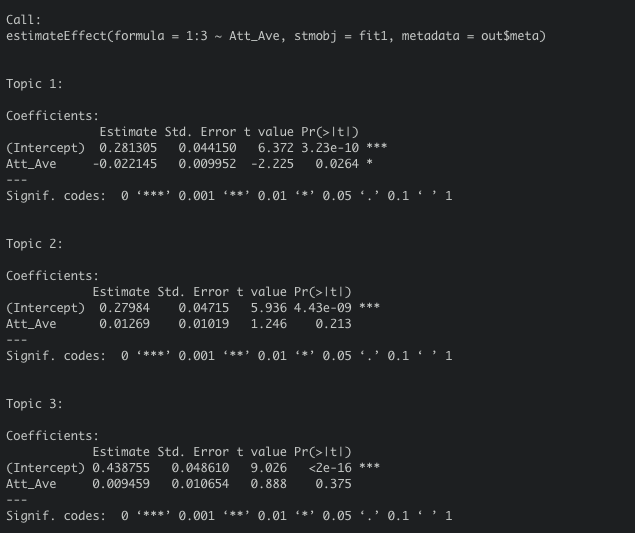 Call:
estimateEffect(formula = 1:3 ~ Att_Ave, stmobj = fit1, metadata = out$meta)
Topic 1:
Coefficients:
Estimate Std. Error t value Pr(>|t|)
(Intercept) 0.281305 0.044150 6.372 3.23e-10 ***
Att_Ave -0.022145 0.009952 -2.225 0.0264 *
---
Signif. codes: 0 ‘***’ 0.001 ‘**’ 0.01 ‘*’ 0.05 ‘.’ 0.1 ‘ ’ 1
Topic 2:
Coefficients:
Estimate Std. Error t value Pr(>|t|)
(Intercept) 0.27984 0.04715 5.936 4.43e-09 ***
Att_Ave 0.01269 0.01019 1.246 0.213
---
Signif. codes: 0 ‘***’ 0.001 ‘**’ 0.01 ‘*’ 0.05 ‘.’ 0.1 ‘ ’ 1
Topic 3:
Coefficients:
Estimate Std. Error t value Pr(>|t|)
(Intercept) 0.438755 0.048610 9.026 <2e-16 ***
Att_Ave 0.009459 0.010654 0.888 0.375
---
Signif. codes: 0 ‘***’ 0.001 ‘**’ 0.01 ‘*’ 0.05 ‘.’ 0.1 ‘ ’ 1